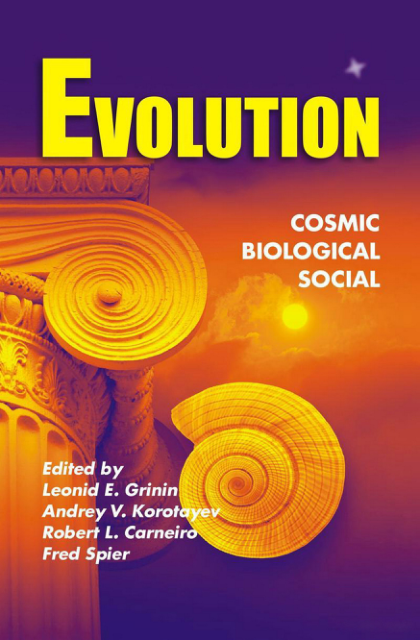 EVOLUTION
COSMIC
BIOLOGICAL
SOCIAL
Edited by
Leonid E. Grinin
Andrey V. Korotayev
Robert L. Carneiro
Fred Spier